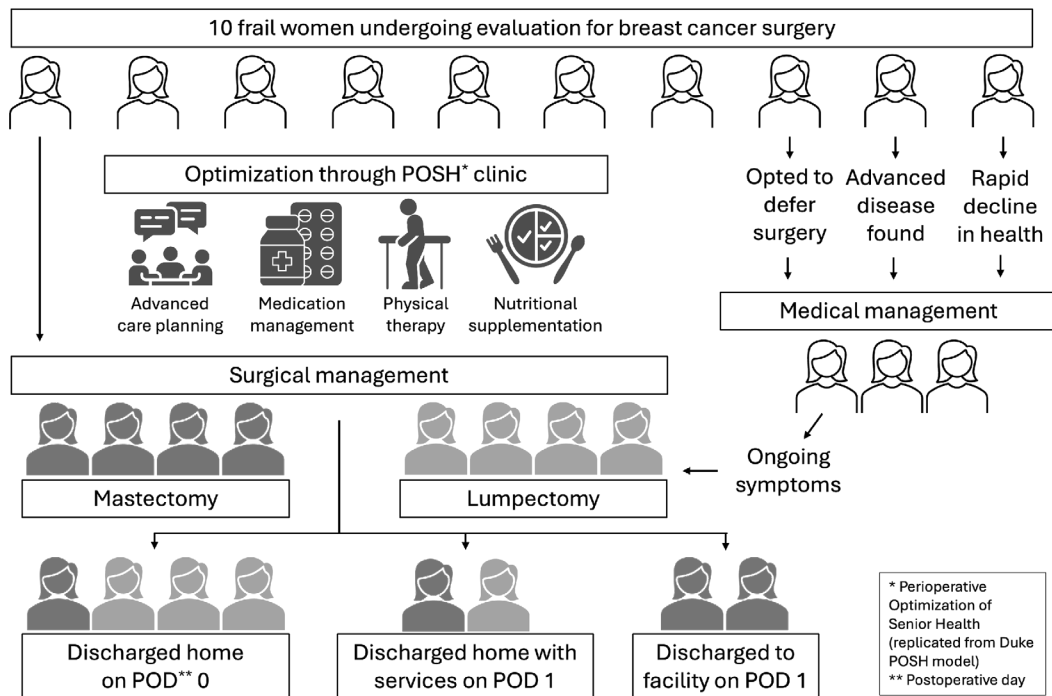 10 frail women undergoing evaluation for breast cancer surgery
Optimization through POSH* clinic
Advanced
care planning
Medication
management
Physical
therapy
Nutritional
supplementation
Opted to
defer
surgery
Advanced
disease
found
Rapid
decline
in health
Medical management
Surgical management
Ongoing
symptoms
Mastectomy
Lumpectomy
Discharged home
on POD** 0
Discharged home with
services on POD 1
Discharged to
facility on POD 1
* Perioperative
Optimization of
Senior Health
(replicated from Duke
POSH model)
** Postoperative day